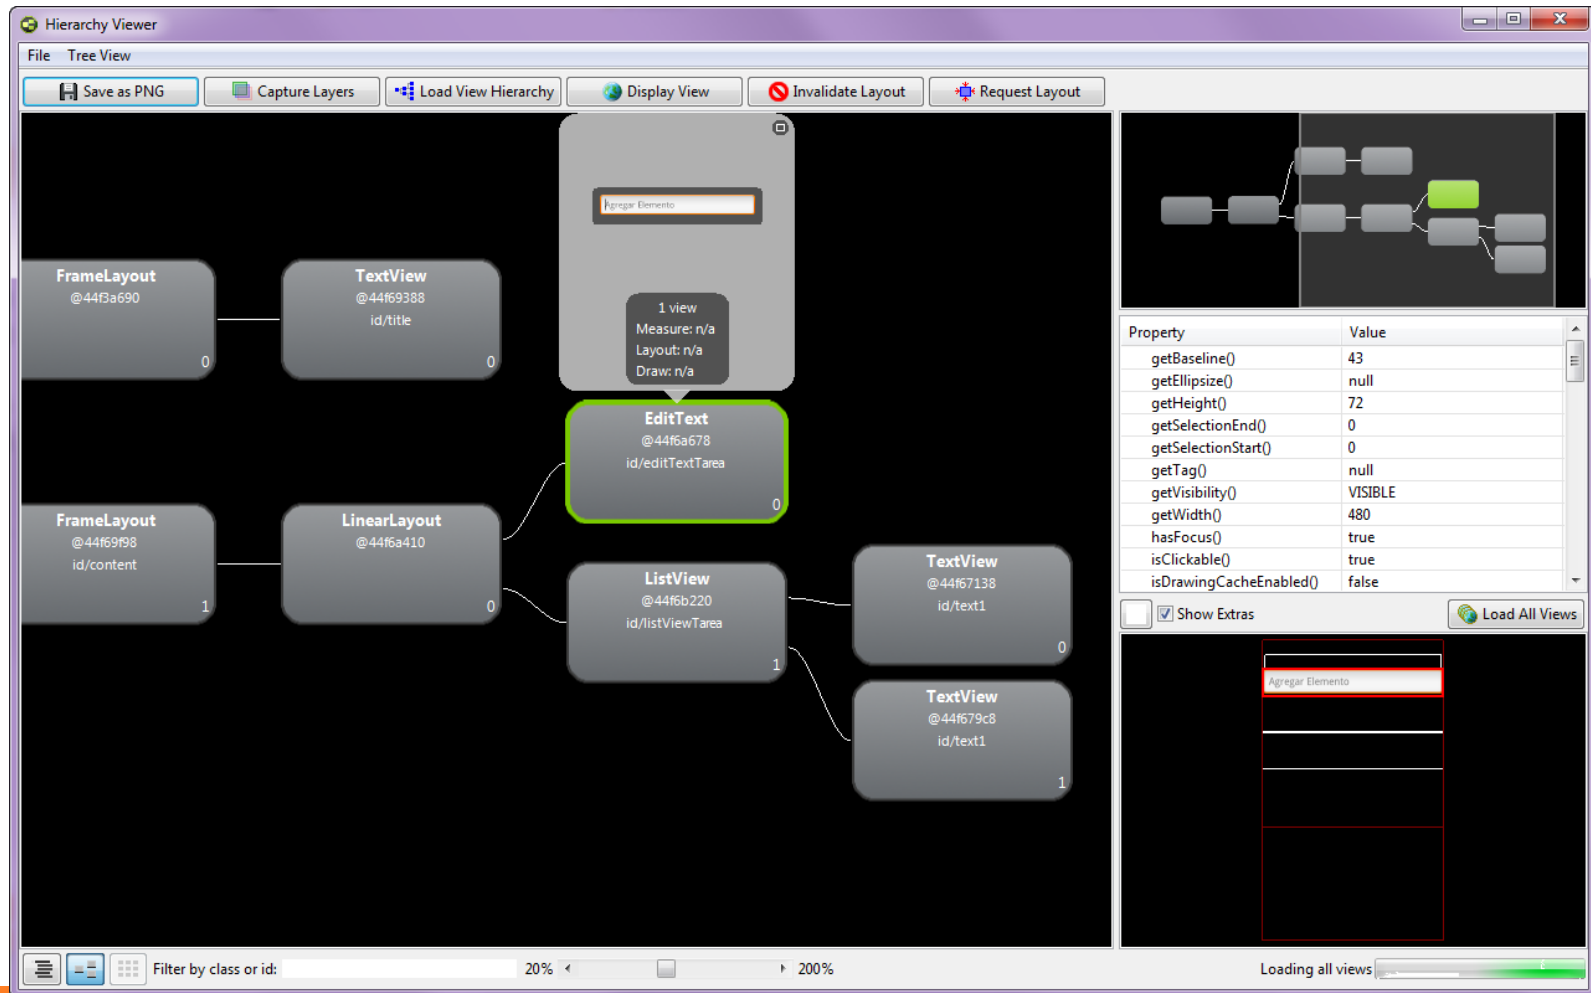 Hierarchy Viewer
File Tree View
Save as PNG Capture Layers Load View Hierarchy Display View Invalidate Layout Request Layout
Agregar Elemento
1 view
Measure: n/a
Layout: n/a
Draw: n/a
FrameLayout
@44f3a690
0
TextView
@44f69388
id/title
0
EditText
@44f6a678
id/editTextTarea
0
FrameLayout
@44f69f98
id/content
1
LinearLayout
@44f6a410
0
ListView
@44f6b220
id/listViewTarea
1
TextView
@44f67138
id/text1
0
TextView
@44f679c8
id/text1
1
Property Value
getBaseline() 43
getEllipsize() null
getHeight() 72
getSelectionEnd() 0
getSelectionStart() 0
getTag() null
getVisibility() VISIBLE
getWidth() 480
hasFocus() true
isClickable() true
isDrawingCacheEnabled() false
Show Extras Load All Views
Agregar Elemento
Filter by class or id: 20% 200% Loading all views